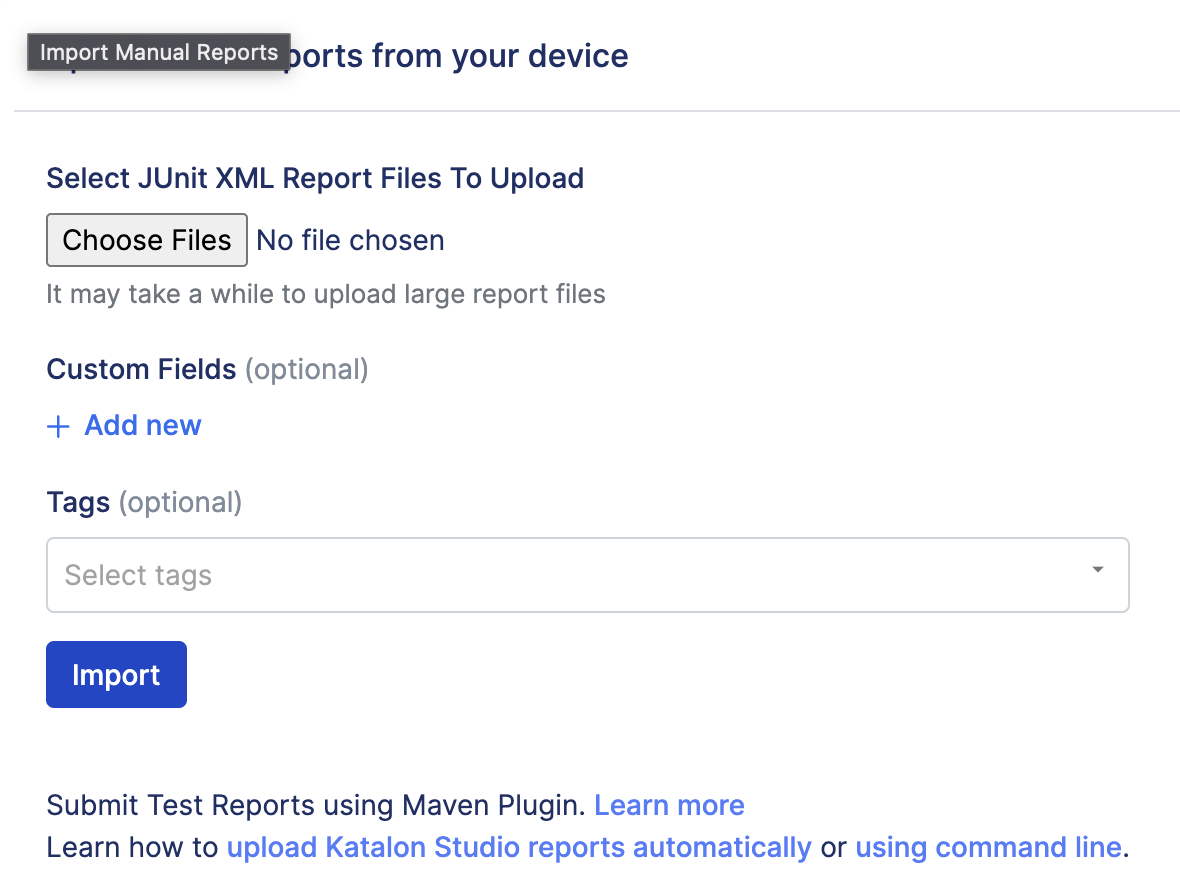 Import Manual Reports
ports from your device
Select JUnit XML Report Files To Upload
Choose Files No file chosen
It may take a while to upload large report files
Custom Fields (optional)
+ Add new
Tags (optional)
Select tags
Import
Submit Test Reports using Maven Plugin. Learn more
Learn how to upload Katalon Studio reports automatically or using command line.